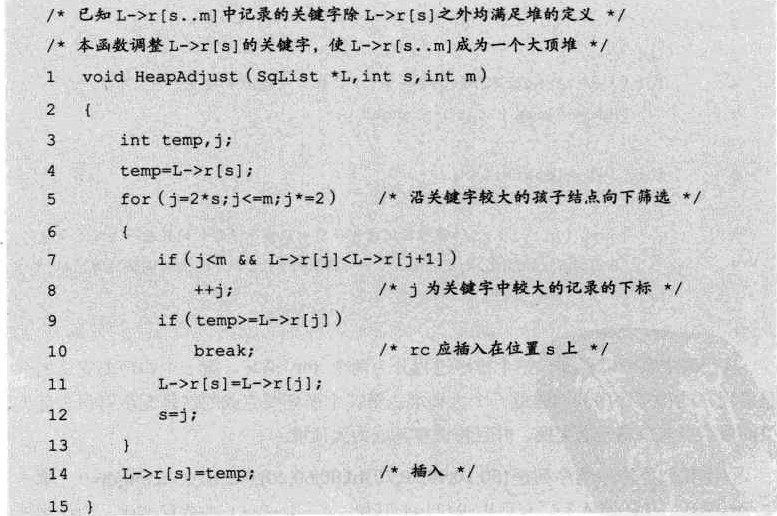 /* 已知 L->r[s..m]中记录的关键字除 L->r[s]之外均满足堆的定义 */
/* 本函数调整 L->r[s]的关键字，使 L->r[s..m]成为一个大顶堆 */
1 void HeapAdjust(SqList *L,int s,int m)
2 {
3 int temp,j;
4 temp=L->r[s];
5 for(j=2*s;j<=m;j*=2) /* 沿关键字较大的孩子结点向下筛选 */
6 {
7 if(j<m && L->r[j]<L->r[j+1])
8 ++j; /* j 为关键字中较大的记录的下标 */
9 if(temp>=L->r[j])
10 break; /* rc 应插入在位置 s 上 */
11 L->r[s]=L->r[j];
12 s=j;
13 }
14 L->r[s]=temp; /* 插入 */
15 }